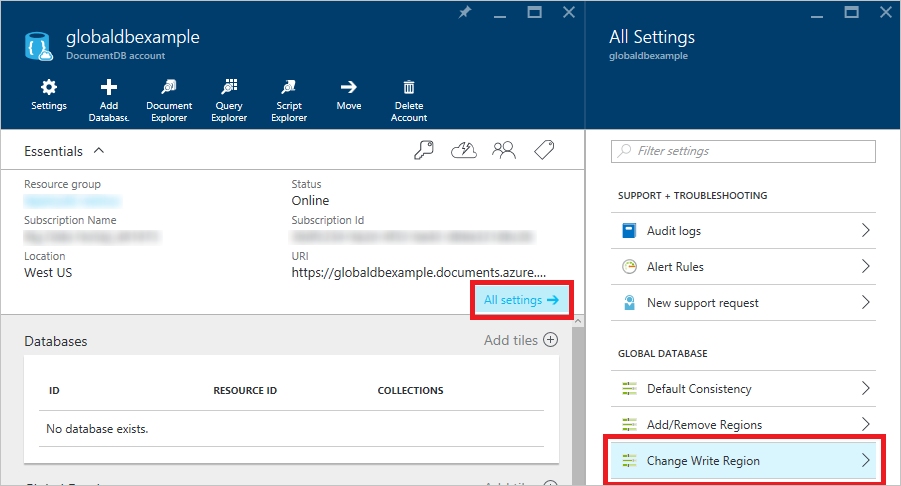 globaldbexample
DocumentDB account
Settings
Add
Database
Document
Explorer
Query
Explorer
Script
Explorer
Move
Delete
Account
Essentials
Resource group
Status
Online
Subscription Name
Subscription Id
Location
West US
URI
https://globaldbexample.documents.azure....
All settings
Databases
Add tiles
ID RESOURCE ID COLLECTIONS
No database exists.
Add tiles
All Settings
globaldbexample
Filter settings
SUPPORT + TROUBLESHOOTING
Audit logs
Alert Rules
New support request
GLOBAL DATABASE
Default Consistency
Add/Remove Regions
Change Write Region